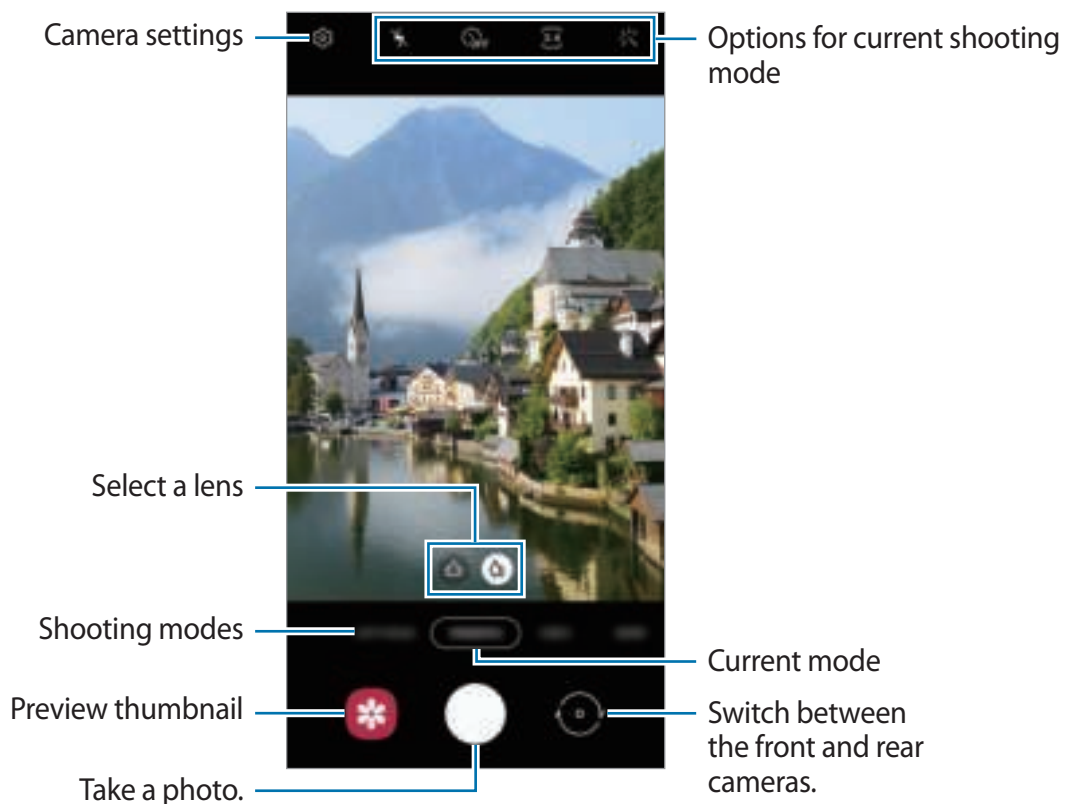 Camera settings
Options for current shooting
mode
Select a lens
Shooting modes
Current mode
Preview thumbnail
Switch between
the front and rear
cameras.
Take a photo.